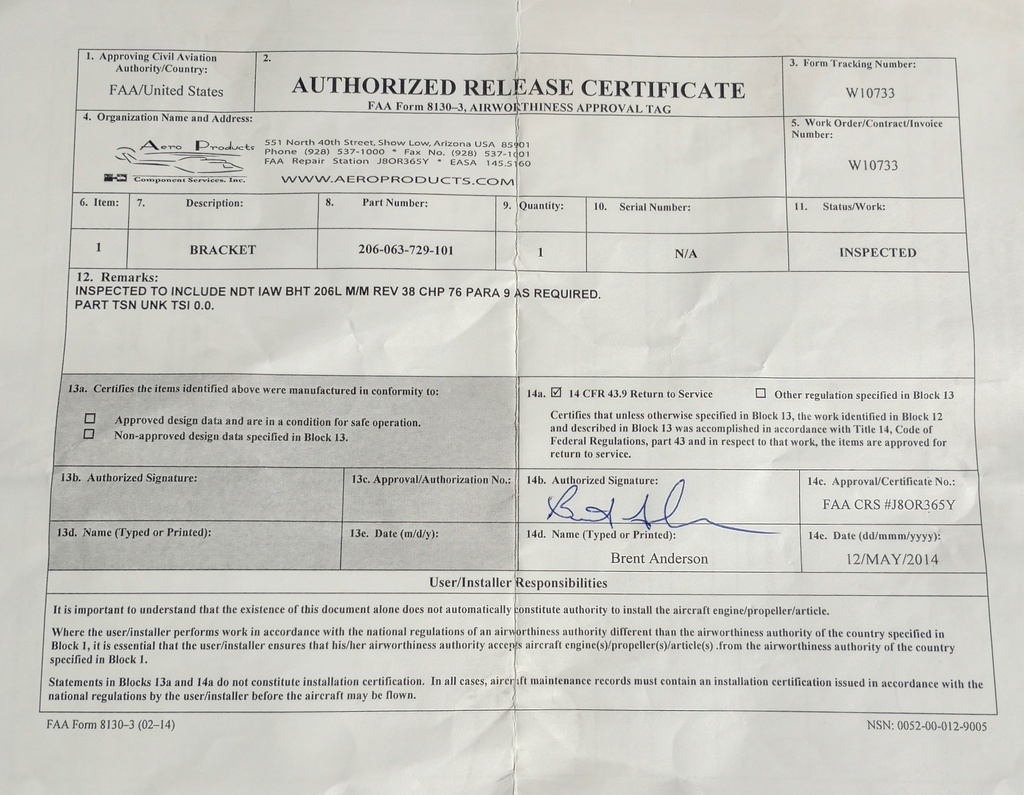 1. Approving Civil Aviation
Authority/Country:
FAA/United States
2.
AUTHORIZED RELEASE CERTIFICATE
FAA Form 8130–3, AIRWORTHINESS APPROVAL TAG
3. Form Tracking Number:
W10733
4. Organization Name and Address:
Aero Products
Component Services, Inc.
551 North 40th Street, Show Low, Arizona USA 85901
Phone (928) 537-1000 * Fax No. (928) 537-1001
FAA Repair Station J8OR365Y * EASA 145.5160
WWW.AEROPRODUCTS.COM
5. Work Order/Contract/Invoice
Number:
W10733
6. Item:
7. Description:
8. Part Number:
9. Quantity:
10. Serial Number:
11. Status/Work:
1
BRACKET
206-063-729-101
1
N/A
INSPECTED
12. Remarks:
INSPECTED TO INCLUDE NDT IAW BHT 206L M/M REV 38 CHP 76 PARA 9 AS REQUIRED.
PART TSN UNK TSI 0.0.
13a. Certifies the items identified above were manufactured in conformity to:
Approved design data and are in a condition for safe operation.
Non-approved design data specified in Block 13.
14a. ☑ 14 CFR 43.9 Return to Service ☐ Other regulation specified in Block 13
Certifies that unless otherwise specified in Block 13, the work identified in Block 12
and described in Block 13 was accomplished in accordance with Title 14, Code of
Federal Regulations, part 43 and in respect to that work, the items are approved for
return to service.
13b. Authorized Signature:
13c. Approval/Authorization No.:
14b. Authorized Signature:
14c. Approval/Certificate No.:
FAA CRS #J8OR365Y
13d. Name (Typed or Printed):
13e. Date (m/d/y):
14d. Name (Typed or Printed):
Brent Anderson
14e. Date (dd/mmm/yyyy):
12/MAY/2014
User/Installer Responsibilities
It is important to understand that the existence of this document alone does not automatically constitute authority to install the aircraft engine/propeller/article.
Where the user/installer performs work in accordance with the national regulations of an airworthiness authority different than the airworthiness authority of the country specified in
Block 1, it is essential that the user/installer ensures that his/her airworthiness authority accepts aircraft engine(s)/propeller(s)/article(s) .from the airworthiness authority of the country
specified in Block 1.
Statements in Blocks 13a and 14a do not constitute installation certification. In all cases, aircraft maintenance records must contain an installation certification issued in accordance with the
national regulations by the user/installer before the aircraft may be flown.
FAA Form 8130–3 (02–14)
NSN: 0052-00-012-9005